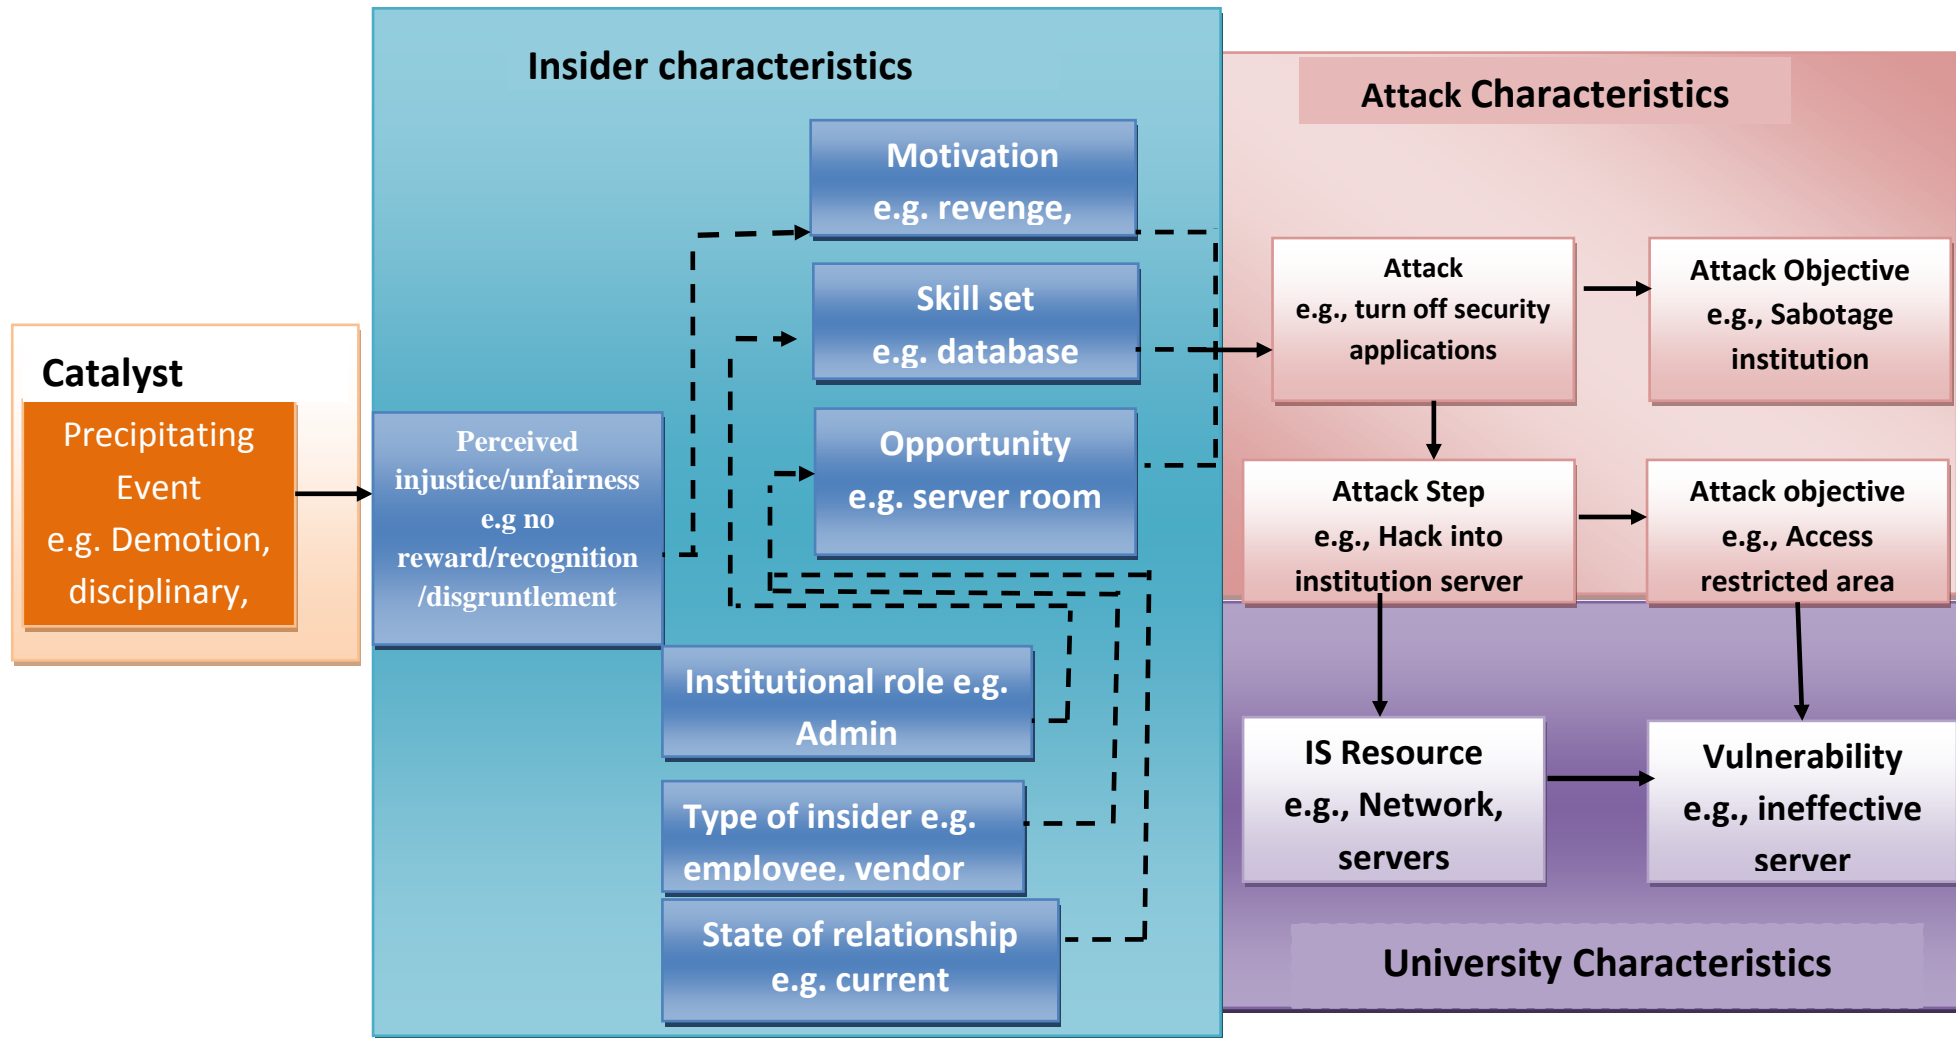 Insider characteristics
Attack Characteristics
Catalyst
Precipitating
Event
e.g. Demotion,
disciplinary,
Perceived
injustice/unfairness
e.g no
reward/recognition
/disgruntlement
Motivation
e.g. revenge,
Skill set
e.g. database
Opportunity
e.g. server room
Institutional role e.g.
Admin
Type of insider e.g.
employee, vendor
State of relationship
e.g. current
Attack
e.g., turn off security
applications
Attack Objective
e.g., Sabotage
institution
Attack Step
e.g., Hack into
institution server
Attack objective
e.g., Access
restricted area
IS Resource
e.g., Network,
servers
Vulnerability
e.g., ineffective
server
University Characteristics